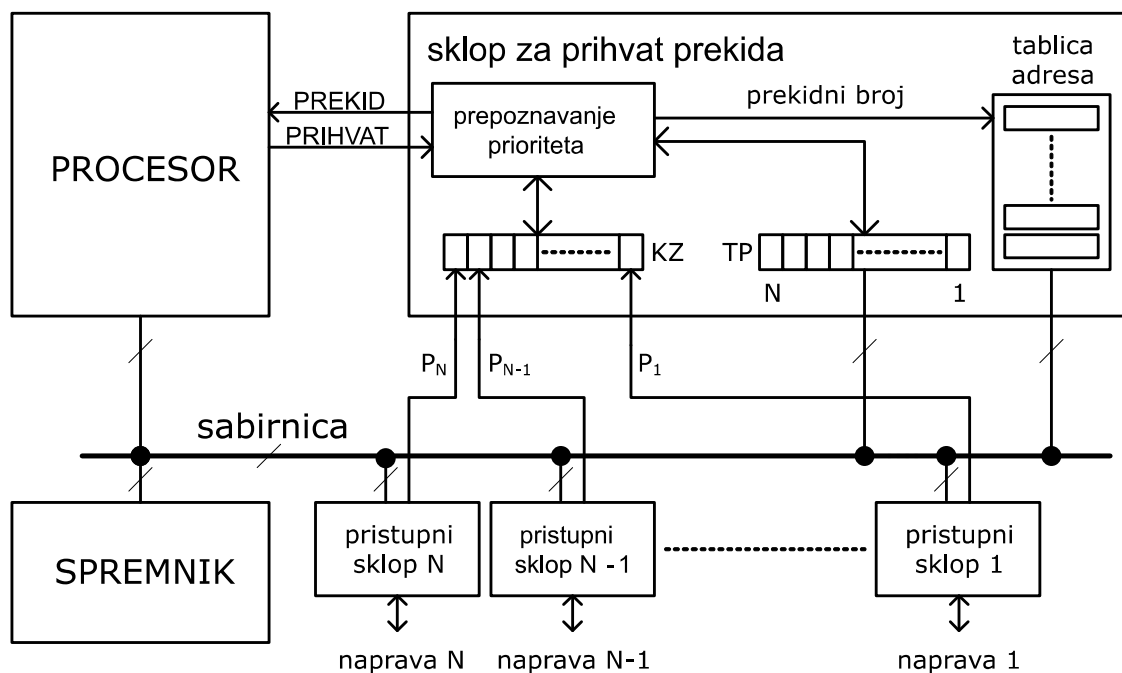 sklop za prihvat prekida
tablica
adresa
PREKID
PRIHVAT
prepoznavanje
prioriteta
prekidni broj
PROCESOR
KZ
TP
N
1
P_N
P_N-1
P_1
sabirnica
SPREMNIK
pristupni
sklop N
pristupni
sklop N -1
pristupni
sklop 1
naprava N
naprava N-1
naprava 1